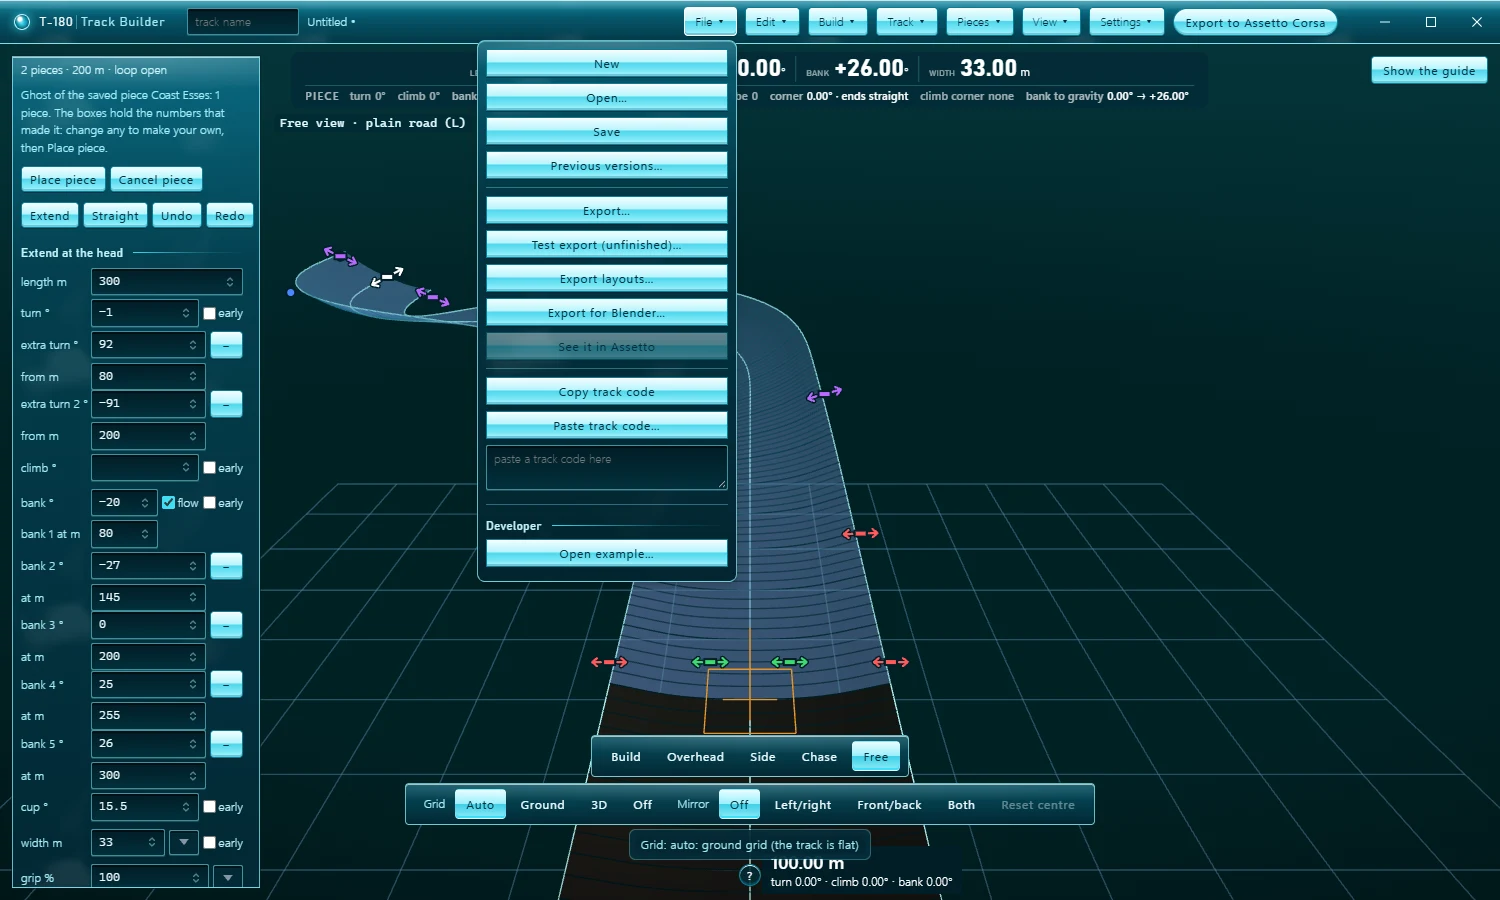 T-180 Track Builder
track name
Untitled •
File
Edit
Build
Track
Pieces
View
Settings
Export to Assetto Corsa
2 pieces · 200 m · loop open
Ghost of the saved piece Coast Esses: 1
piece. The boxes hold the numbers that
made it: change any to make your own,
then Place piece.
Place piece
Cancel piece
Extend
Straight
Undo
Redo
Extend at the head
length m 300
turn ° −1 early
extra turn ° 92 −
from m 80
extra turn 2 ° −91 −
from m 200
climb ° early
bank ° −20 flow early
bank 1 at m 80
bank 2 ° −27 −
at m 145
bank 3 ° 0 −
at m 200
bank 4 ° 25 −
at m 255
bank 5 ° 26 −
at m 300
cup ° 15.5 early
width m 33 early
grip % 100
New
Open...
Save
Previous versions...
Export...
Test export (unfinished)...
Export layouts...
Export for Blender...
See it in Assetto
Copy track code
Paste track code...
paste a track code here
Developer
Open example...
0.00° BANK +26.00° WIDTH 33.00 m
PIECE turn 0° climb 0° bank
0 corner 0.00° · ends straight climb corner none bank to gravity 0.00° → +26.00°
Free view · plain road (L)
Show the guide
Build
Overhead
Side
Chase
Free
Grid Auto Ground 3D Off Mirror Off Left/right Front/back Both Reset centre
Grid: auto: ground grid (the track is flat)
100.00 m
?
turn 0.00° · climb 0.00° · bank 0.00°